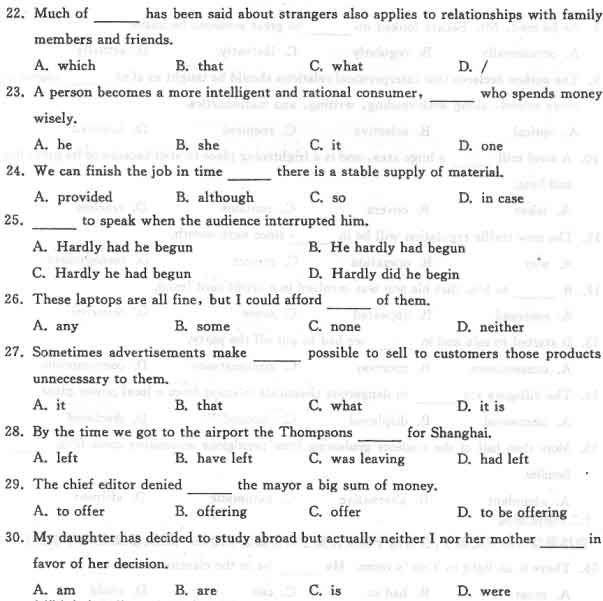 22. Much of ______ has been said about strangers also applies to relationships with family
members and friends.
A. which B. that C. what D. /
23. A person becomes a more intelligent and rational consumer, ______ who spends money
wisely.
A. he B. she C. it D. one
24. We can finish the job in time ______ there is a stable supply of material.
A. provided B. although C. so D. in case
25. ______ to speak when the audience interrupted him.
A. Hardly had he begun B. He hardly had begun
C. Hardly he had begun D. Hardly did he begin
26. These laptops are all fine, but I could afford ______ of them.
A. any B. some C. none D. neither
27. Sometimes advertisements make ______ possible to sell to customers those products
unnecessary to them.
A. it B. that C. what D. it is
28. By the time we got to the airport the Thompsons ______ for Shanghai.
A. left B. have left C. was leaving D. had left
29. The chief editor denied ______ the mayor a big sum of money.
A. to offer B. offering C. offer D. to be offering
30. My daughter has decided to study abroad but actually neither I nor her mother ______ in
favor of her decision.
A. am B. are C. is D. were